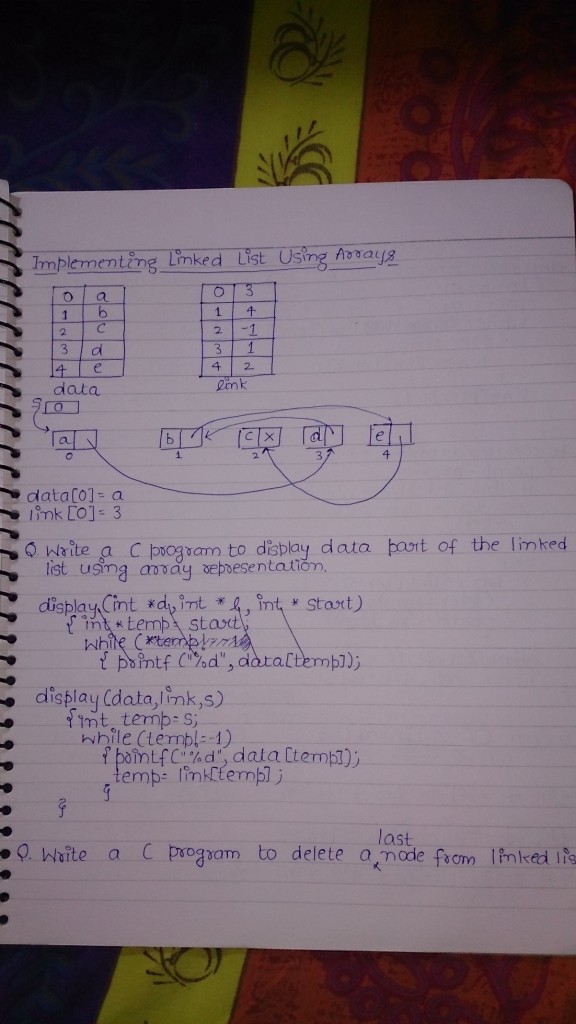 Implementing Linked List Using Arrays
0 a
1 b
2 c
3 d
4 e
data
0 3
1 4
2 -1
3 1
4 2
link
S 0
a b c x d e
0 1 2 3 4
data[0]= a
link[0]= 3
Q Write a C program to display data part of the linked
list using array representation.
display(int *d, int * l, int * start)
{ int * temp = start;
while (*temp
{ printf ("%d", data[temp]);
display(data,link,s)
{int temp=s;
while (temp!=-1)
{ printf("%d", data[temp]);
temp= link[temp];
}
}
last
Q. Write a C program to delete a node from linked lis